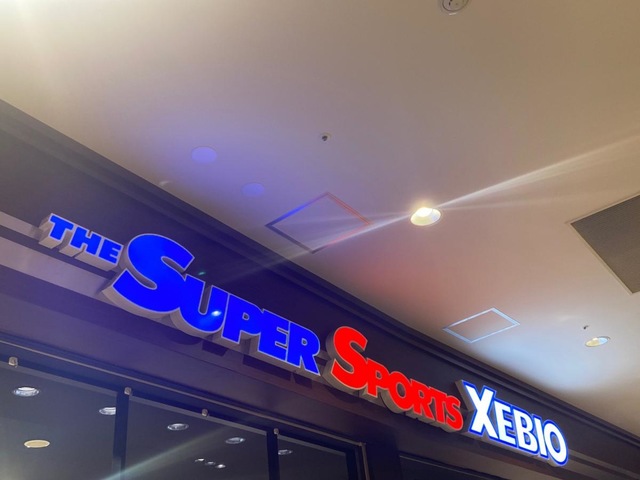 THE SUPER SPORTS XEBIO